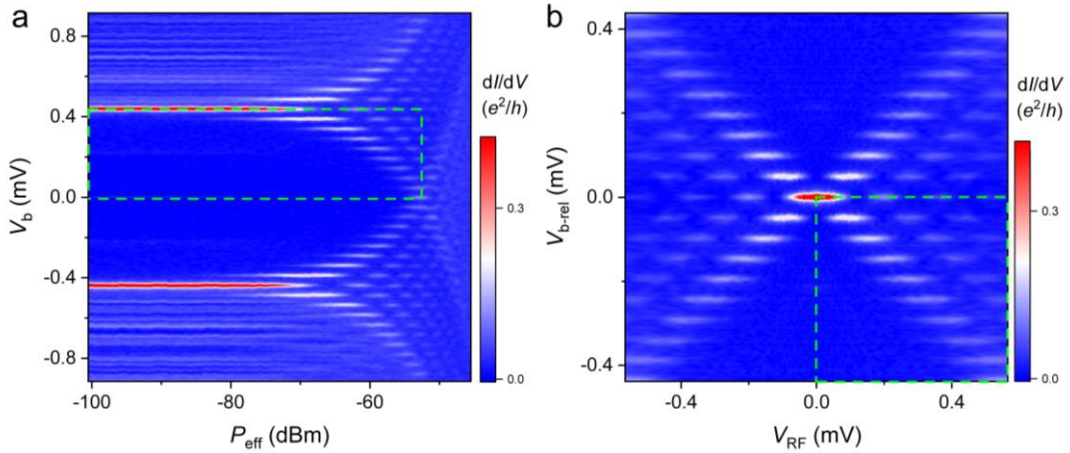 a
0.8
0.4
0.0
-0.4
-0.8
V_b (mV)
-100
-80
-60
P_eff (dBm)
dI/dV
(e²/h)
0.3
0.0
b
0.4
0.0
-0.4
V_b-rel (mV)
-0.4
0.0
0.4
V_RF (mV)
dI/dV
(e²/h)
0.3
0.0